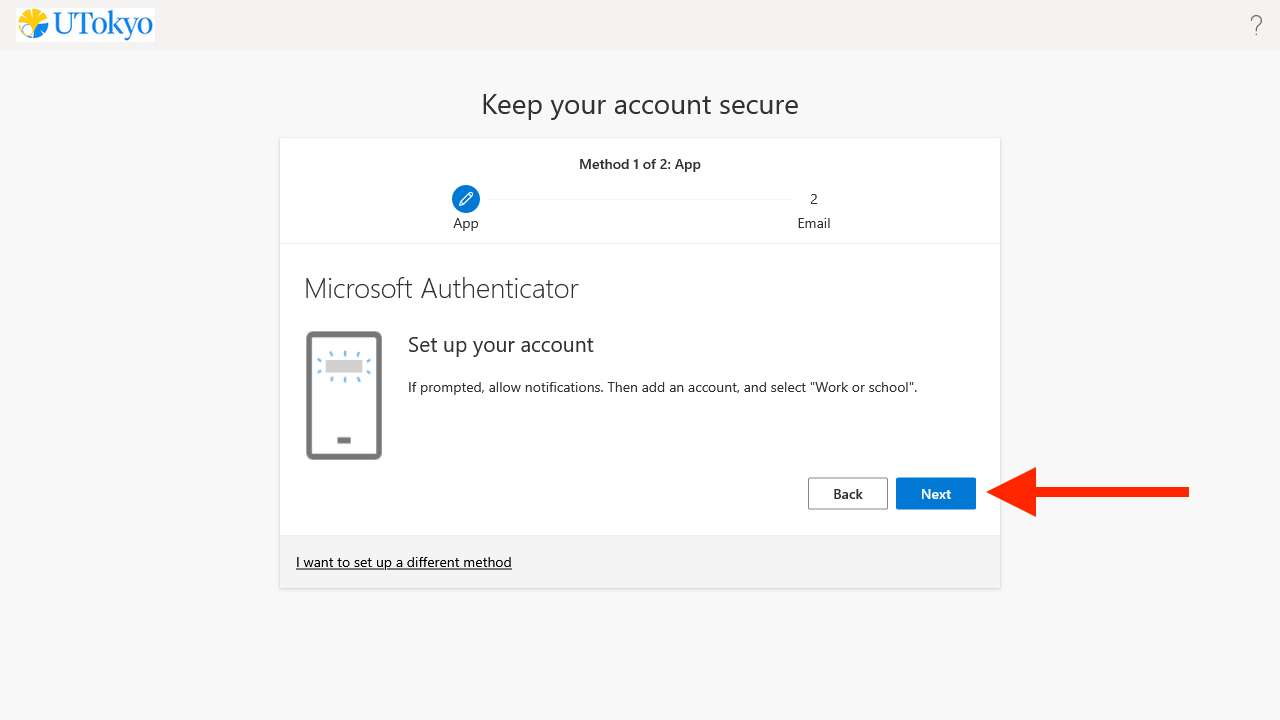 UTokyo
?
Keep your account secure
Method 1 of 2: App
2
App
Email
Microsoft Authenticator
Set up your account
If prompted, allow notifications. Then add an account, and select "Work or school".
Back
Next
I want to set up a different method